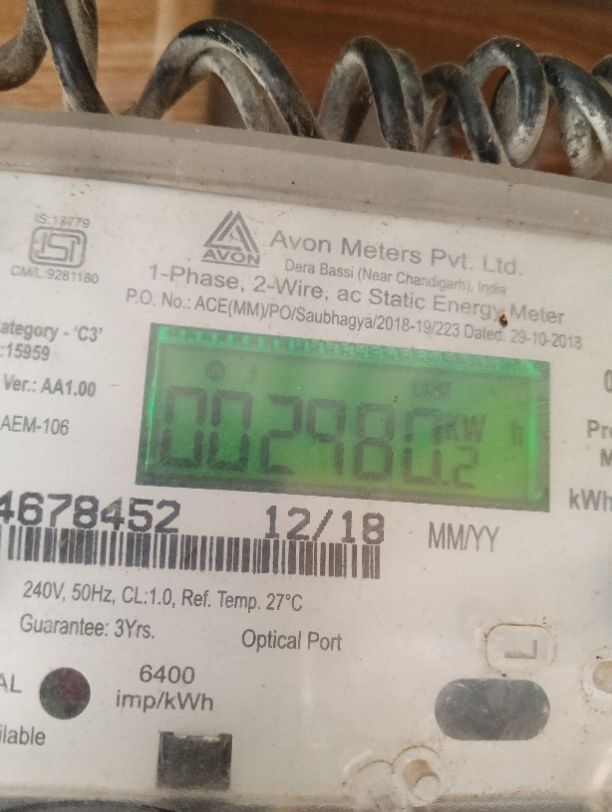 IS:13779
ISI
CM/L:9281180
AVON
Avon Meters Pvt. Ltd.
Dera Bassi (Near Chandigarh), India
1-Phase, 2-Wire, ac Static Energy Meter
P.O. No.: ACE(MM)/PO/Saubhagya/2018-19/223 Dated: 29-10-2018
ategory - 'C3'
:15959
Ver.: AA1.00
AEM-106
002980.2 KW h
Pr
M
kWh
4678452 12/18 MM/YY
240V, 50Hz, CL:1.0, Ref. Temp. 27°C
Guarantee: 3Yrs.
Optical Port
AL
6400
imp/kWh
ilable